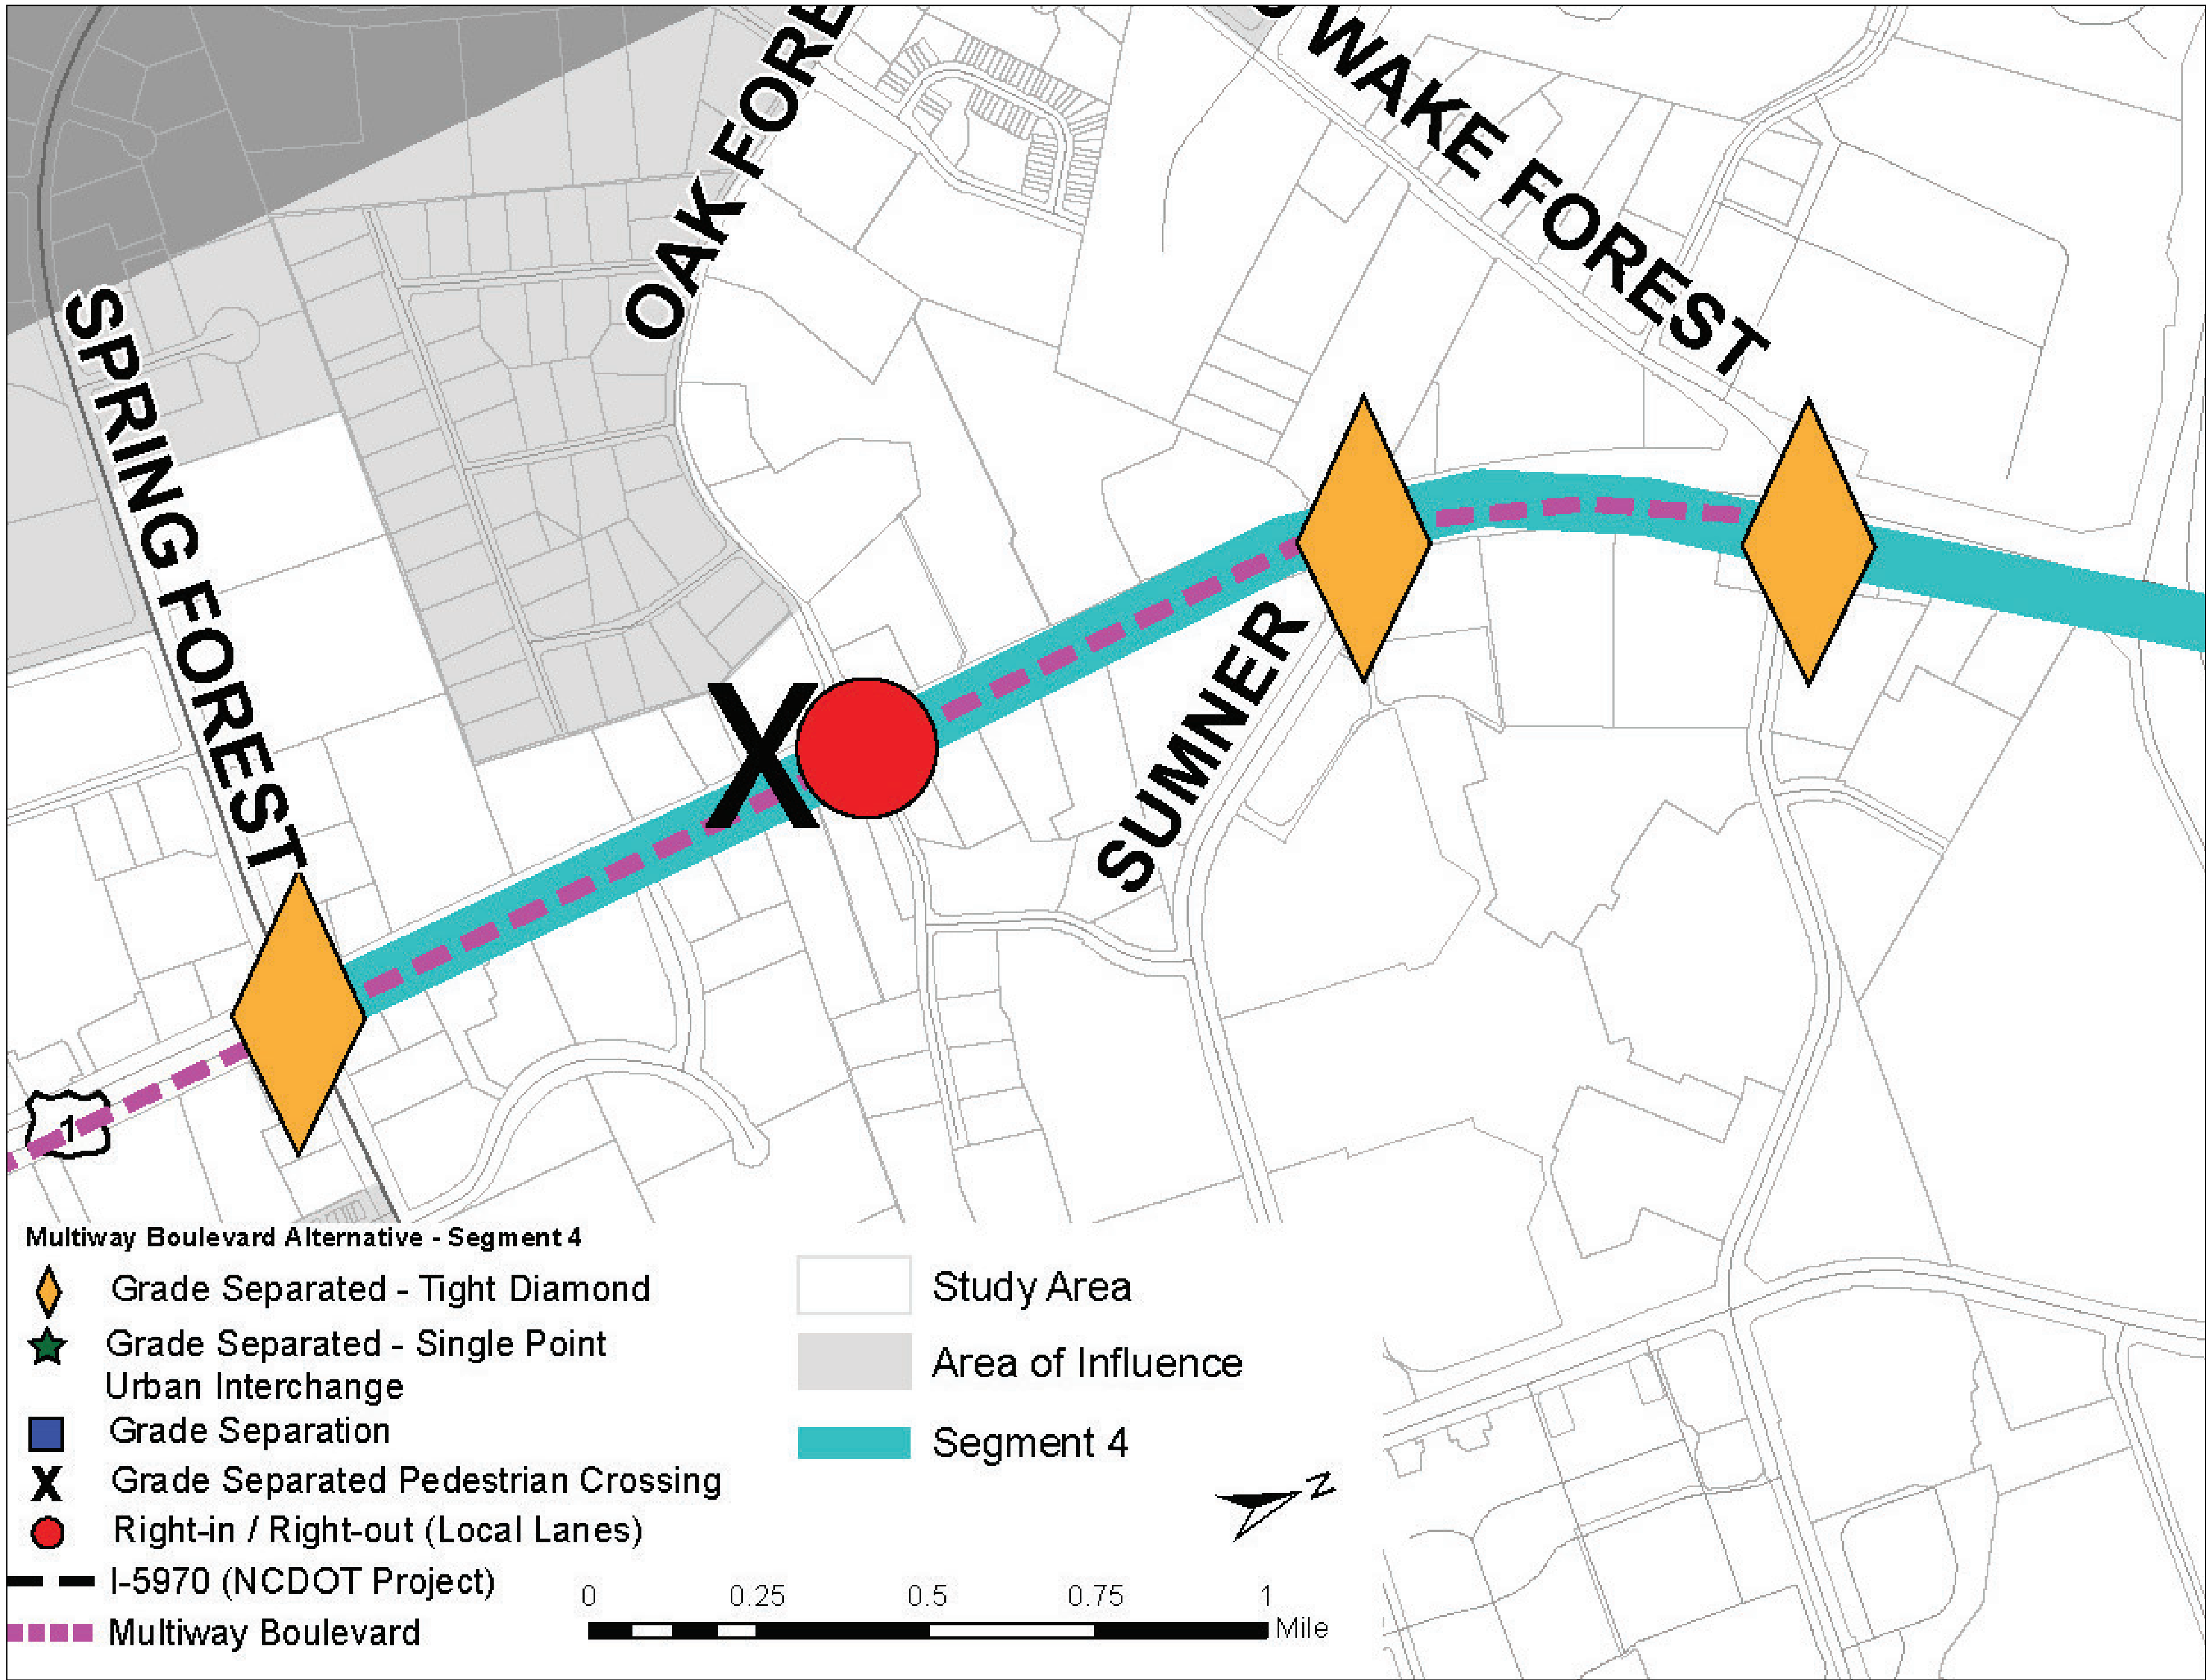 OAK FORE
WAKE FOREST
SPRING FOREST
SUMNER
1
Multiway Boulevard Alternative - Segment 4
Grade Separated - Tight Diamond
Grade Separated - Single Point
Urban Interchange
Grade Separation
X Grade Separated Pedestrian Crossing
Right-in / Right-out (Local Lanes)
I-5970 (NCDOT Project)
Multiway Boulevard
Study Area
Area of Influence
Segment 4
N
0 0.25 0.5 0.75 1
Mile